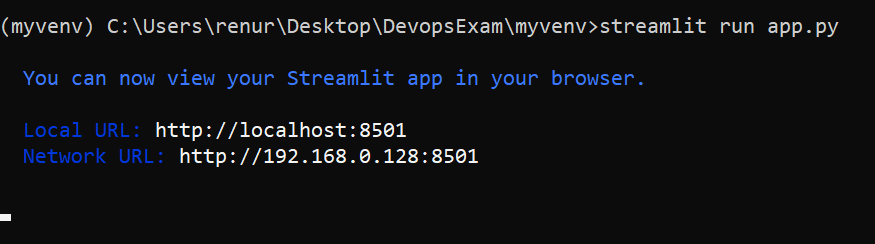 (myvenv) C:\Users\renur\Desktop\DevopsExam\myvenv>streamlit run app.py
You can now view your Streamlit app in your browser.
Local URL: http://localhost:8501
Network URL: http://192.168.0.128:8501